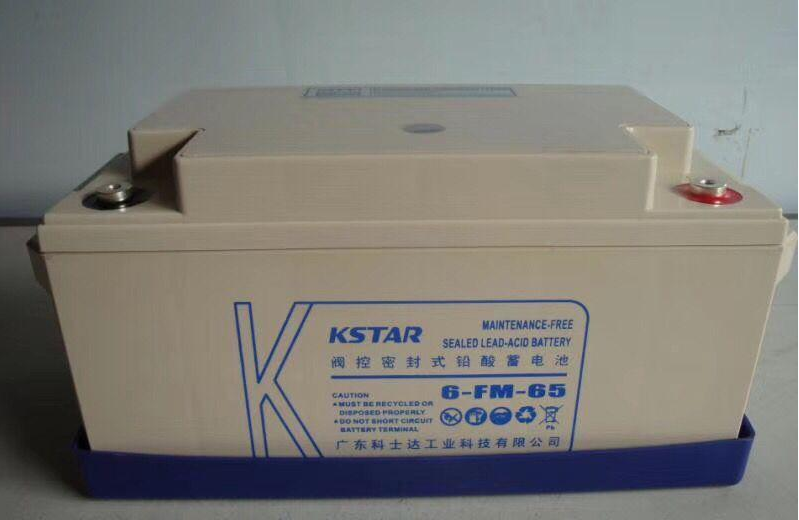 KSTAR
MAINTENANCE-FREE
SEALED LEAD-ACID BATTERY
阀控密封式铅酸蓄电池
6-FM-65
CAUTION
▲MUST BE RECYCLED OR
DISPOSED PROPERLY
▲DO NOT SHORT CIRCUIT
BATTERY TERMINAL
Pb
广东科士达工业科技有限公司